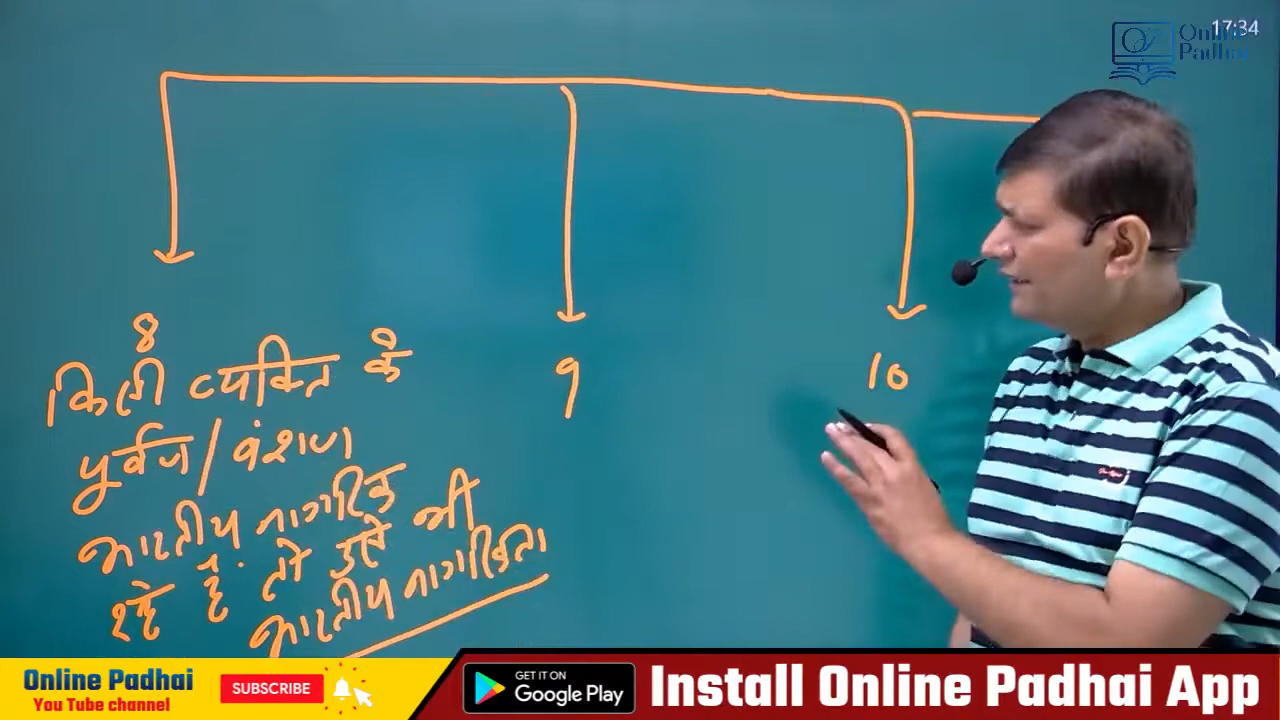 17:34
Online
Padhai
8
9
10
किसी व्यक्ति के
पूर्वज/वंशज
भारतीय नागरिक
रहे हैं तो उसे भी
भारतीय नागरिकता
Online Padhai
You Tube channel
SUBSCRIBE
GET IT ON
Google Play
Install Online Padhai App